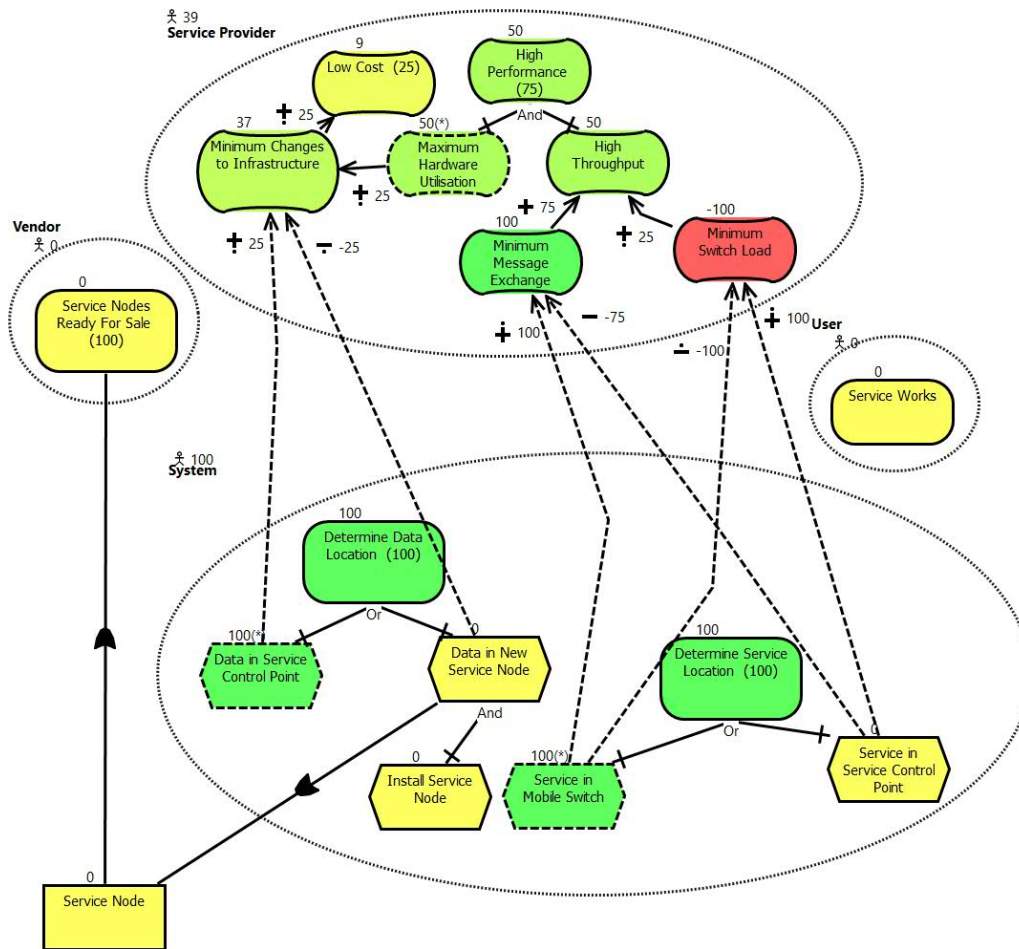 39
Service Provider
9
Low Cost (25)
50
High
Performance
(75)
And
25
37
Minimum Changes
to Infrastructure
50(*)
Maximum
Hardware
Utilisation
50
High
Throughput
25
75
25
100
Minimum
Message
Exchange
-100
Minimum
Switch Load
25
-25
-75
100
100
-100
Vendor
0
0
Service Nodes
Ready For Sale
(100)
User
0
0
Service Works
100
System
100
Determine Data
Location (100)
Or
100(*)
Data in Service
Control Point
0
Data in New
Service Node
And
100
Determine Service
Location (100)
Or
0
Install Service
Node
100(*)
Service in
Mobile Switch
0
Service in
Service Control
Point
0
Service Node